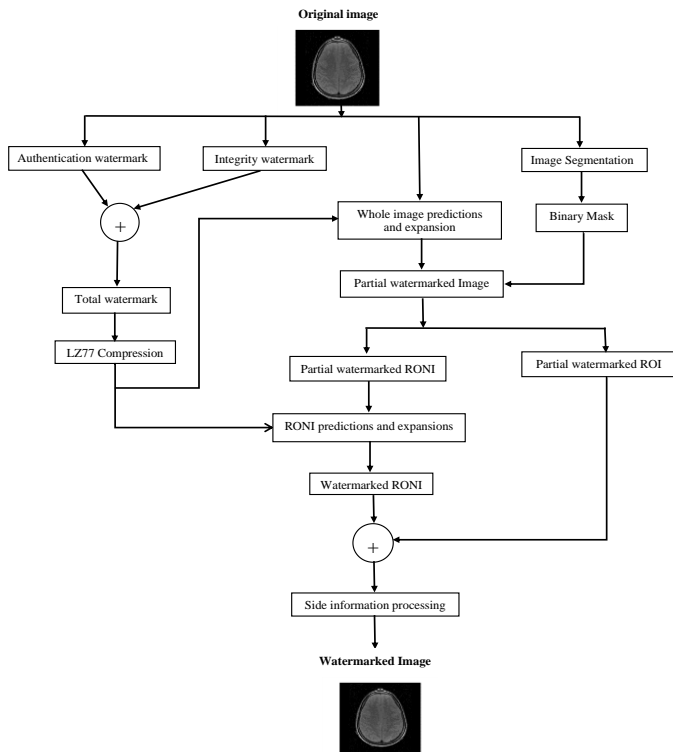 Original image
Authentication watermark
Integrity watermark
Image Segmentation
+
Whole image predictions
and expansion
Binary Mask
Total watermark
Partial watermarked Image
LZ77 Compression
Partial watermarked RONI
Partial watermarked ROI
RONI predictions and expansions
Watermarked RONI
+
Side information processing
Watermarked Image